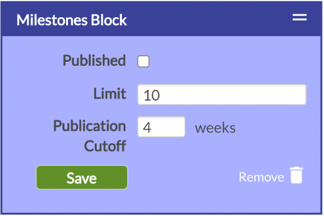 Milestones Block
Published
Limit 10
Publication 4 weeks
Cutoff
Save Remove